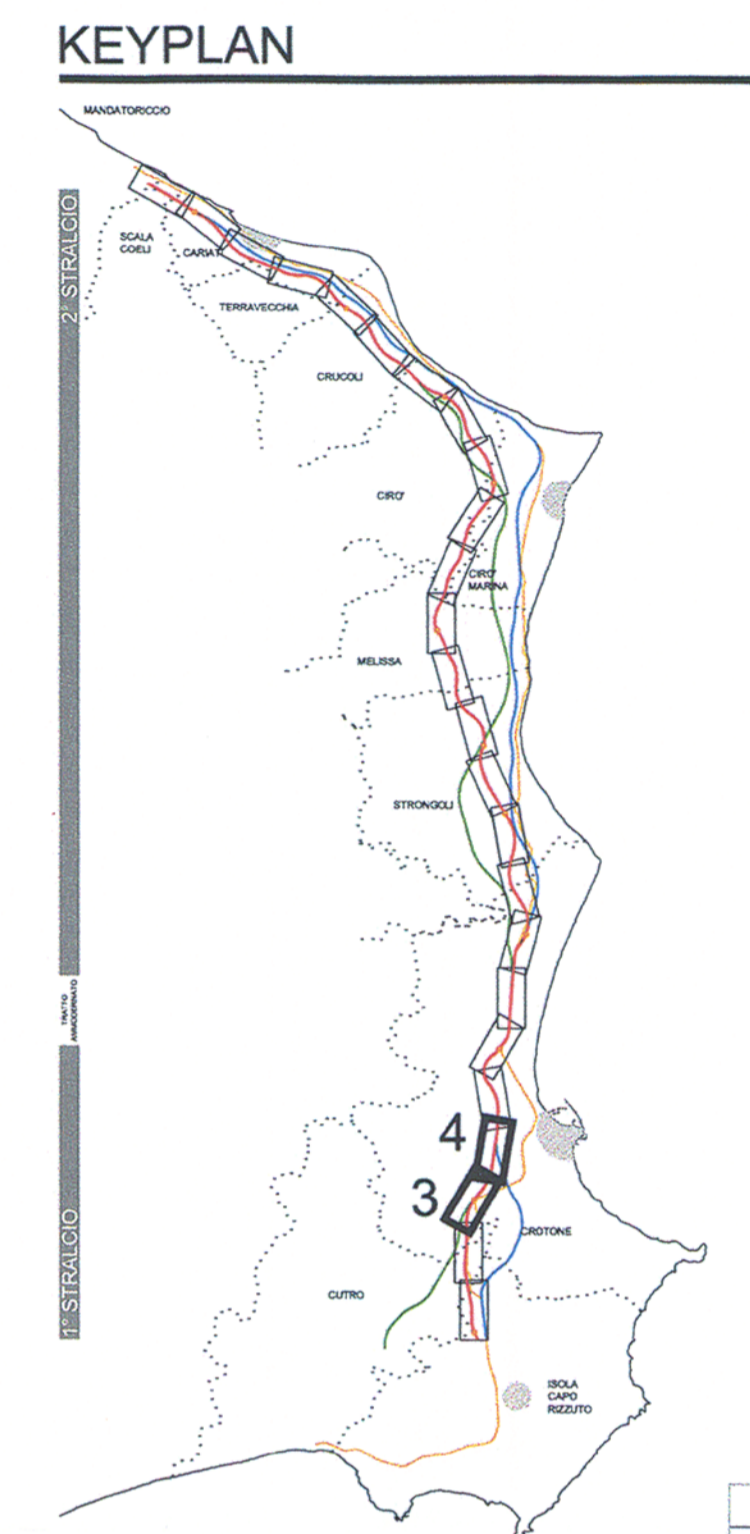 KEYPLAN
MANDATORICCIO
2° STRALCIO
SCALA
COELI
CARIATI
TERRAVECCHIA
CRUCOLI
CIRO'
CIRO'
MARINA
MELISSA
STRONGOLI
TRATTO
AMMODERNATO
4
3
1° STRALCIO
CROTONE
CUTRO
ISOLA
CAPO
RIZZUTO